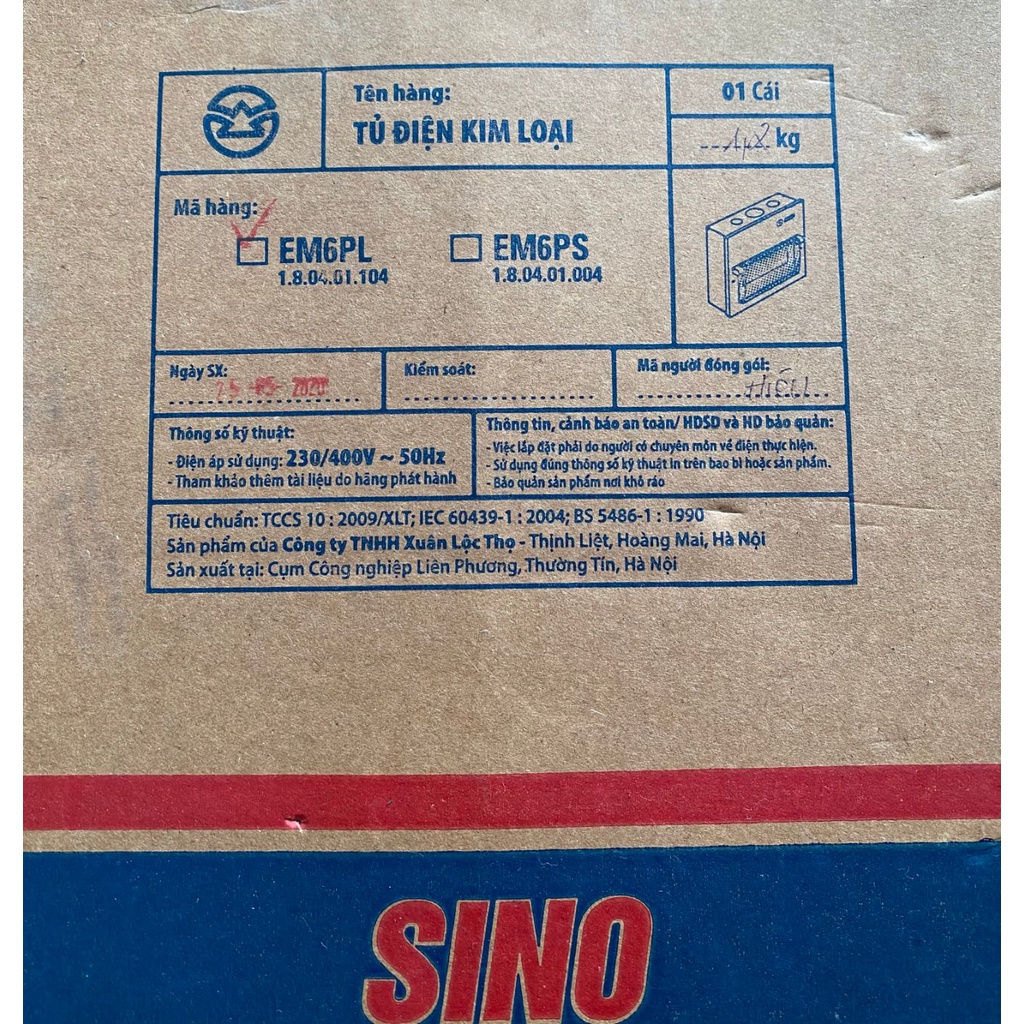 Tên hàng:
TỦ ĐIỆN KIM LOẠI
01 Cái
kg
Mã hàng:
EM6PL
1.8.04.01.104
EM6PS
1.8.04.01.004
Ngày SX:
25 -05- 2020
Kiểm soát:
Mã người đóng gói:
HIẾU
Thông số kỹ thuật:
- Điện áp sử dụng: 230/400V ~ 50Hz
- Tham khảo thêm tài liệu do hãng phát hành
Thông tin, cảnh báo an toàn/ HDSD và HD bảo quản:
- Việc lắp đặt phải do người có chuyên môn về điện thực hiện.
- Sử dụng đúng thông số kỹ thuật in trên bao bì hoặc sản phẩm.
- Bảo quản sản phẩm nơi khô ráo
Tiêu chuẩn: TCCS 10 : 2009/XLT; IEC 60439-1 : 2004; BS 5486-1 : 1990
Sản phẩm của Công ty TNHH Xuân Lộc Thọ - Thịnh Liệt, Hoàng Mai, Hà Nội
Sản xuất tại: Cụm Công nghiệp Liên Phương, Thường Tín, Hà Nội
SINO